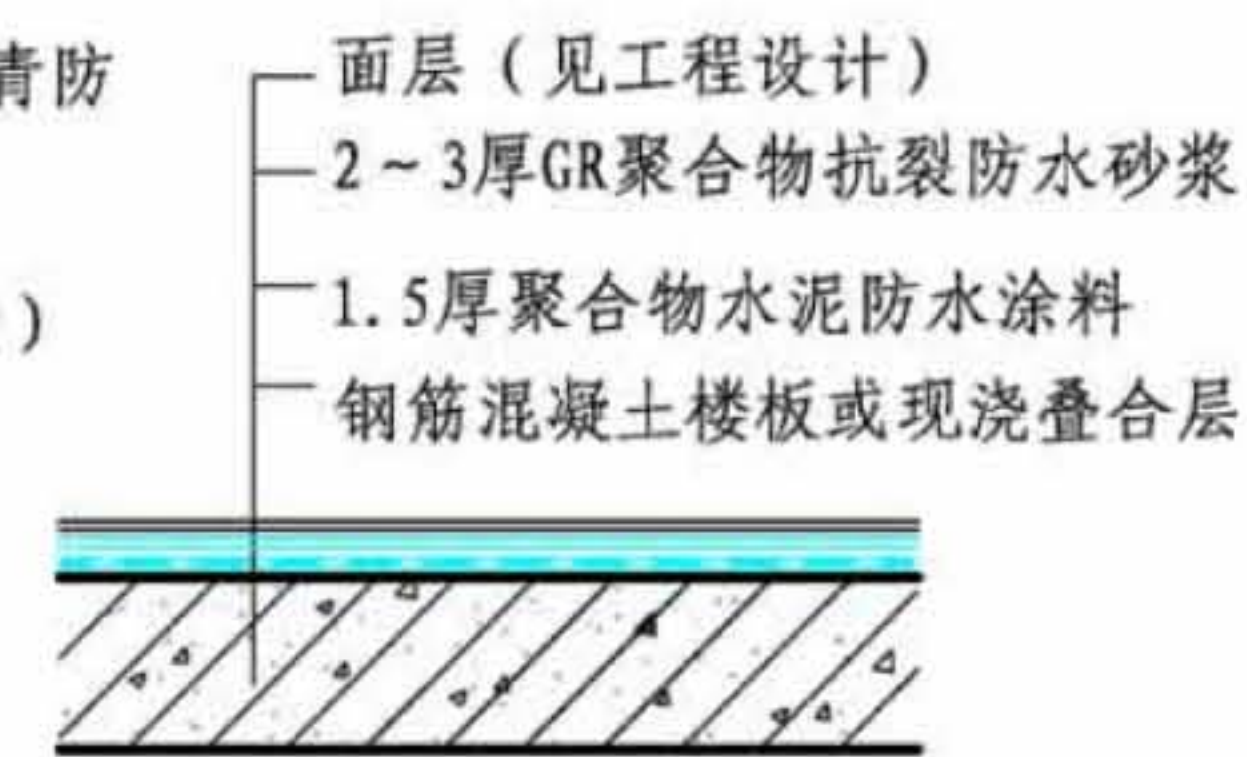 青防
面层（见工程设计）
2~3厚GR聚合物抗裂防水砂浆
1.5厚聚合物水泥防水涂料
）
钢筋混凝土楼板或现浇叠合层